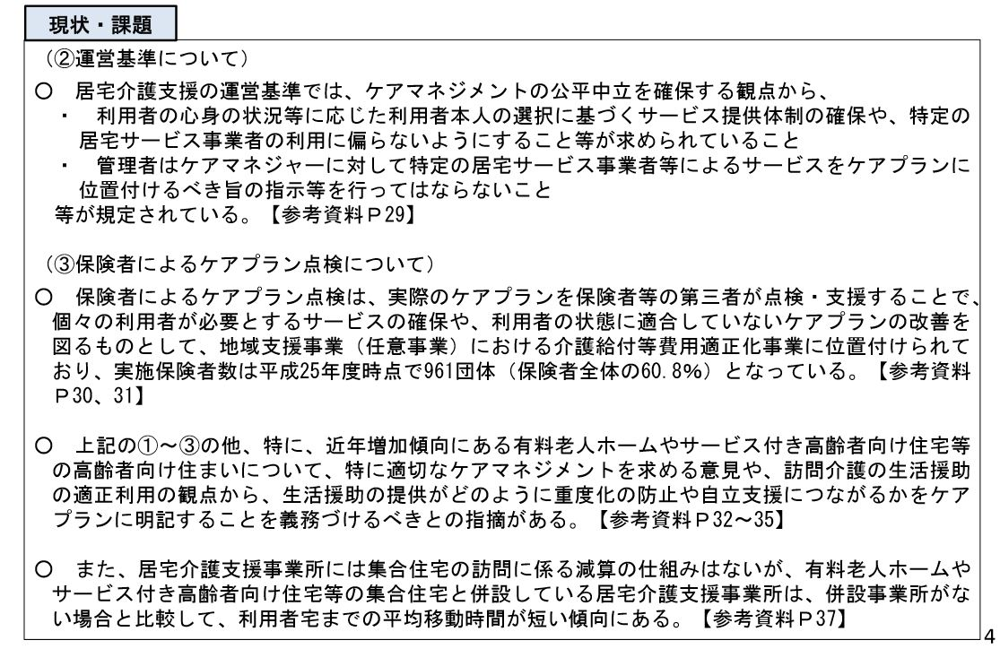 現状・課題
（②運営基準について）
○　居宅介護支援の運営基準では、ケアマネジメントの公平中立を確保する観点から、
・　利用者の心身の状況等に応じた利用者本人の選択に基づくサービス提供体制の確保や、特定の
居宅サービス事業者の利用に偏らないようにすること等が求められていること
・　管理者はケアマネジャーに対して特定の居宅サービス事業者等によるサービスをケアプランに
位置付けるべき旨の指示等を行ってはならないこと
等が規定されている。【参考資料Ｐ29】
（③保険者によるケアプラン点検について）
○　保険者によるケアプラン点検は、実際のケアプランを保険者等の第三者が点検・支援することで、
個々の利用者が必要とするサービスの確保や、利用者の状態に適合していないケアプランの改善を
図るものとして、地域支援事業（任意事業）における介護給付等費用適正化事業に位置付けられて
おり、実施保険者数は平成25年度時点で961団体（保険者全体の60.8%）となっている。【参考資料
Ｐ30、31】
○　上記の①～③の他、特に、近年増加傾向にある有料老人ホームやサービス付き高齢者向け住宅等
の高齢者向け住まいについて、特に適切なケアマネジメントを求める意見や、訪問介護の生活援助
の適正利用の観点から、生活援助の提供がどのように重度化の防止や自立支援につながるかをケア
プランに明記することを義務づけるべきとの指摘がある。【参考資料Ｐ32～35】
○　また、居宅介護支援事業所には集合住宅の訪問に係る減算の仕組みはないが、有料老人ホームや
サービス付き高齢者向け住宅等の集合住宅と併設している居宅介護支援事業所は、併設事業所がな
い場合と比較して、利用者宅までの平均移動時間が短い傾向にある。【参考資料Ｐ37】
4